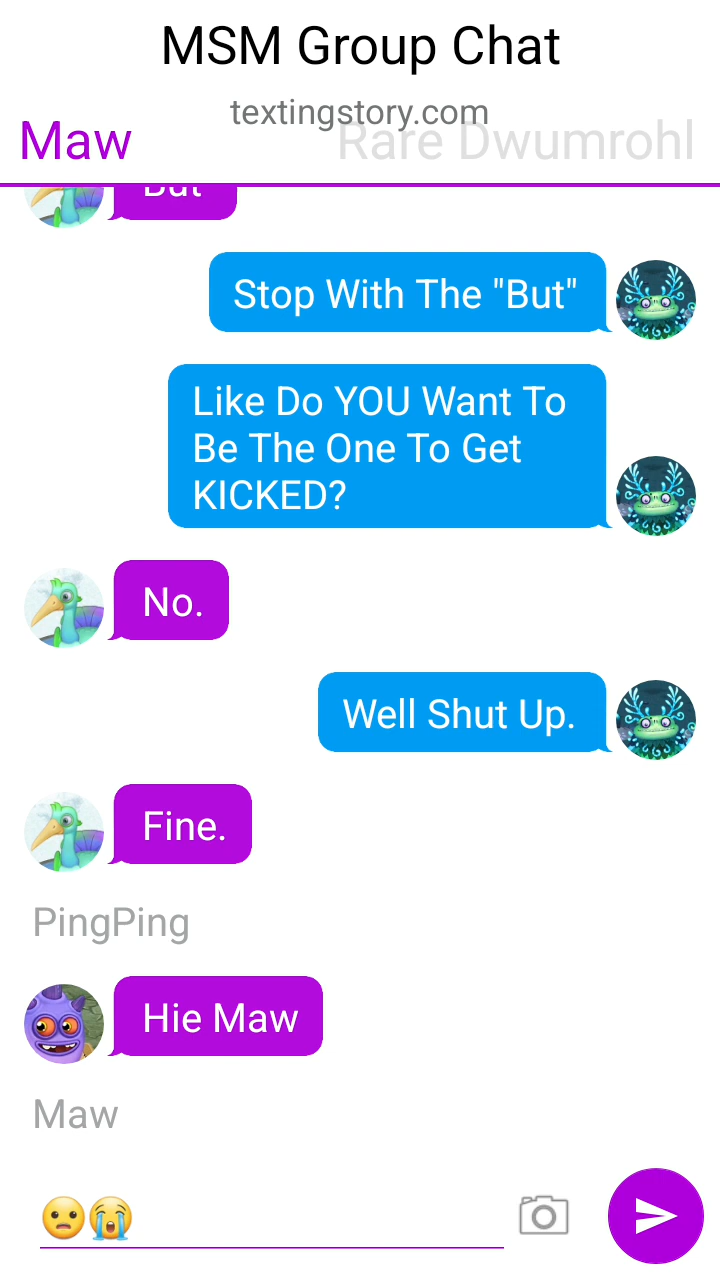 MSM Group Chat
textingstory.com
Maw
Rare Dwumrohl
But
Stop With The "But"
Like Do YOU Want To
Be The One To Get
KICKED?
No.
Well Shut Up.
Fine.
PingPing
Hie Maw
Maw
😦😭